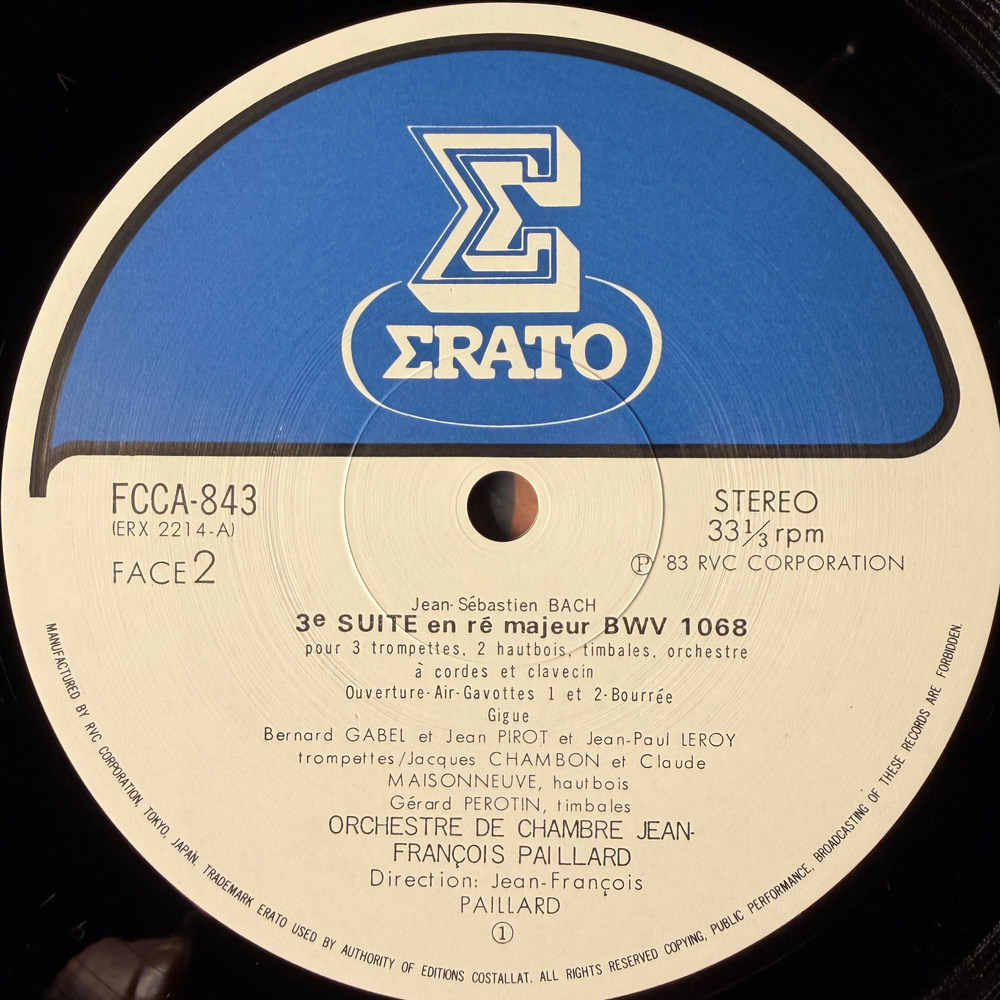 Σ
ΣRATO
FCCA-843
(ERX 2214-A)
FACE 2
STEREO
33⅓ rpm
Ⓟ '83 RVC CORPORATION
Jean-Sébastien BACH
3e SUITE en ré majeur BWV 1068
pour 3 trompettes, 2 hautbois, timbales, orchestre
à cordes et clavecin
Ouverture-Air-Gavottes 1 et 2-Bourrée
Gigue
Bernard GABEL et Jean PIROT et Jean-Paul LEROY
trompettes/Jacques CHAMBON et Claude
MAISONNEUVE, hautbois
Gérard PEROTIN, timbales
ORCHESTRE DE CHAMBRE JEAN-
FRANÇOIS PAILLARD
Direction: Jean-François
PAILLARD
①
MANUFACTURED BY RVC CORPORATION, TOKYO, JAPAN. TRADEMARK ERATO USED BY AUTHORITY OF EDITIONS COSTALLAT. ALL RIGHTS RESERVED COPYING, PUBLIC PERFORMANCE, BROADCASTING OF THESE RECORDS ARE FORBIDDEN.